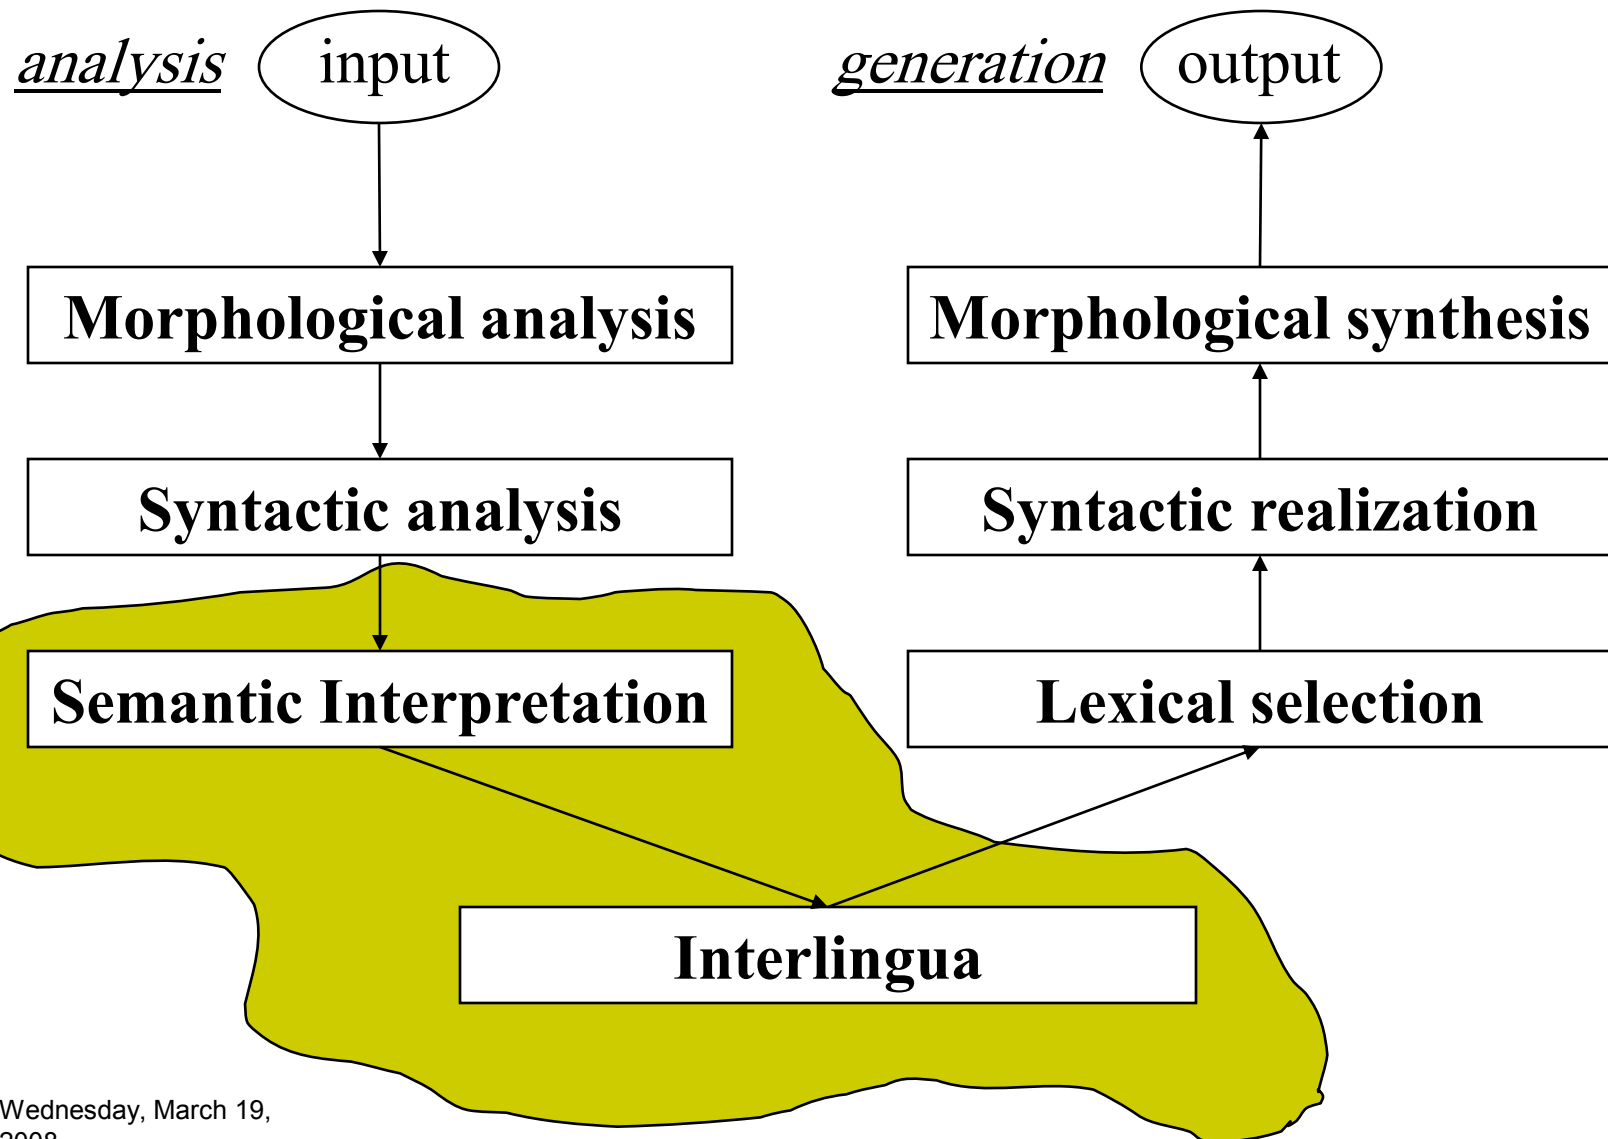 analysis
input
generation
output
Morphological analysis
Morphological synthesis
Syntactic analysis
Syntactic realization
Semantic Interpretation
Lexical selection
Interlingua
Wednesday, March 19,
2008